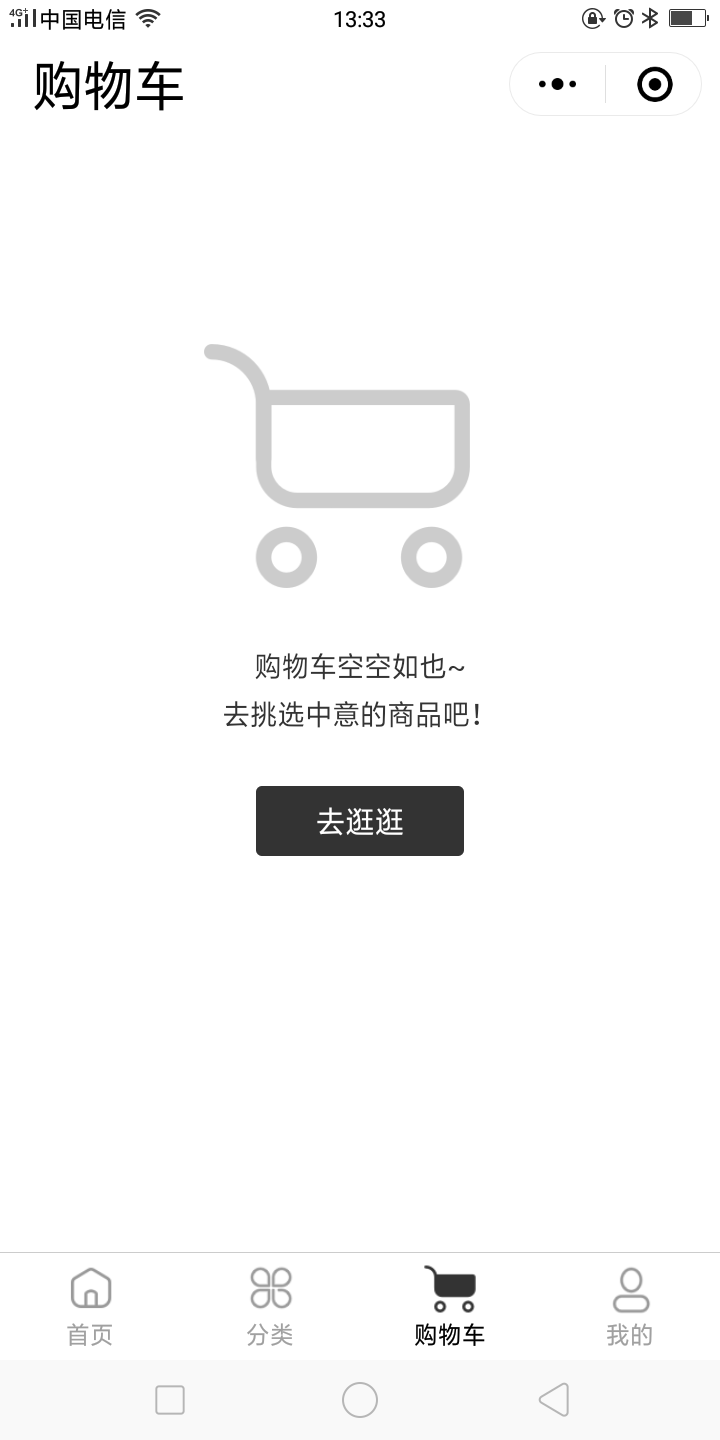 4G+ 中国电信 13:33
购物车
购物车空空如也~
去挑选中意的商品吧!
去逛逛
首页 分类 购物车 我的